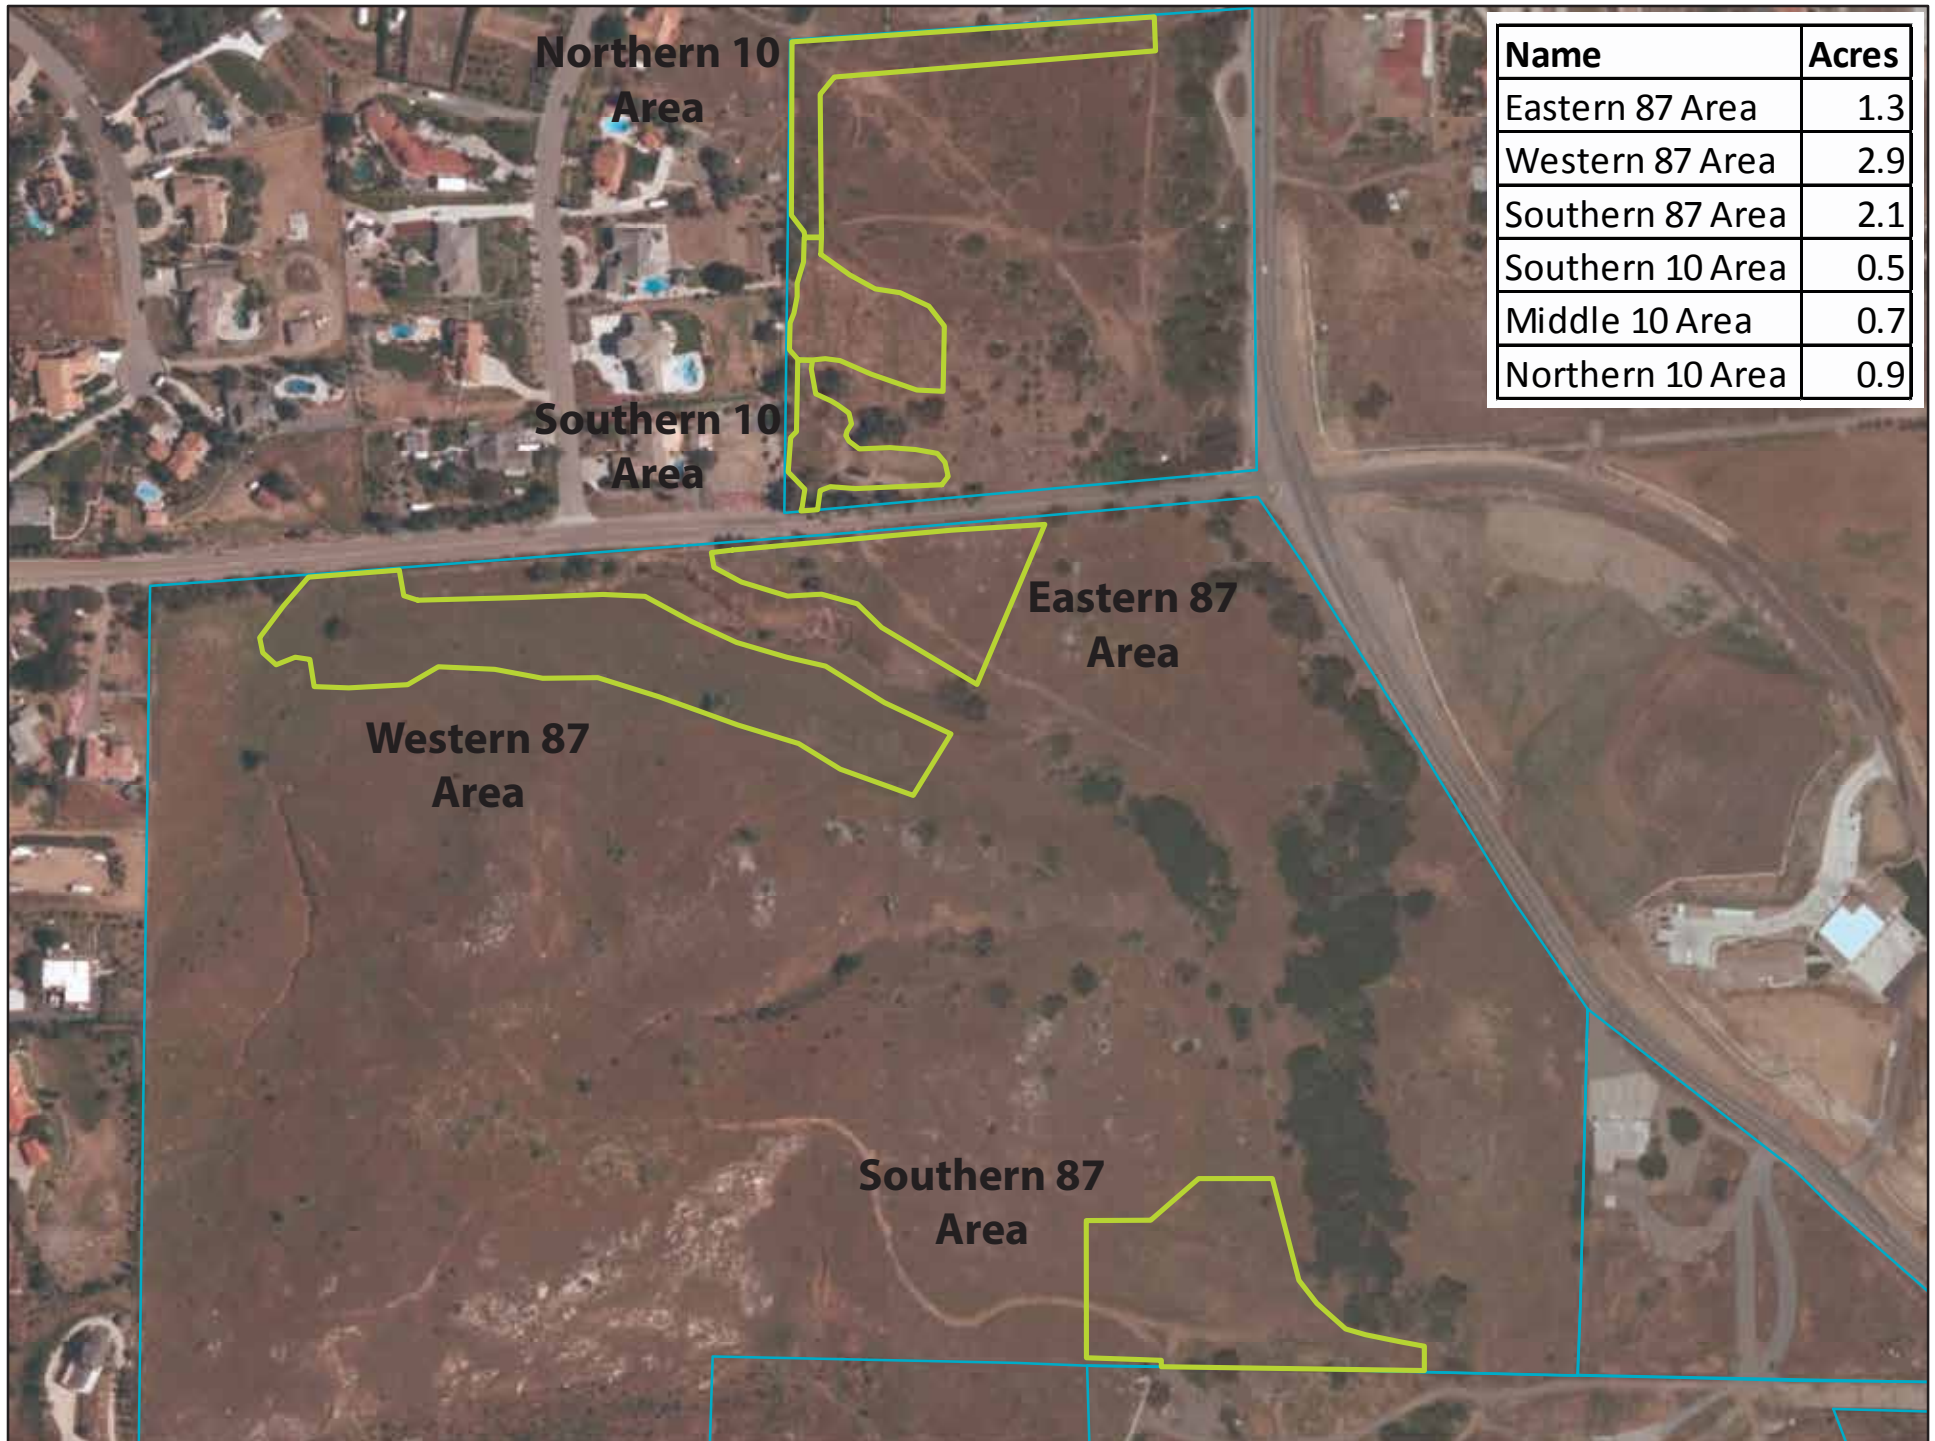 Northern 10
Area
Name Acres
Eastern 87 Area 1.3
Western 87 Area 2.9
Southern 87 Area 2.1
Southern 10 Area 0.5
Middle 10 Area 0.7
Northern 10 Area 0.9
Southern 10
Area
Eastern 87
Area
Western 87
Area
Southern 87
Area